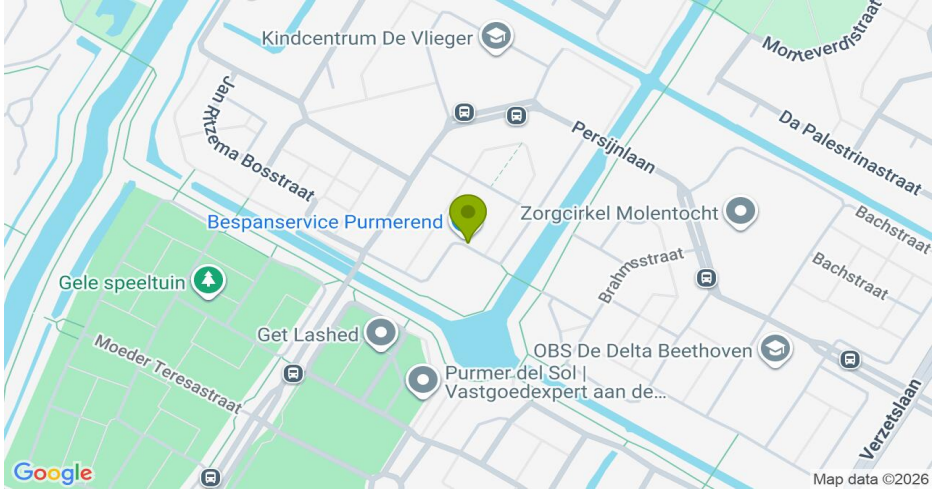 Kindcentrum De Vlieger
Monteverdistraat
Jan Ritzema Bosstraat
Persijnlaan
Da Palestrinastraat
Bespanservice Purmerend
Zorgcirkel Molentocht
Bachstraat
Brahmsstraat
Bachstraat
Gele speeltuin
Get Lashed
OBS De Delta Beethoven
Moeder Teresastraat
Purmer del Sol |
Vastgoedexpert aan de...
Verzetslaan
Google
Map data ©2026